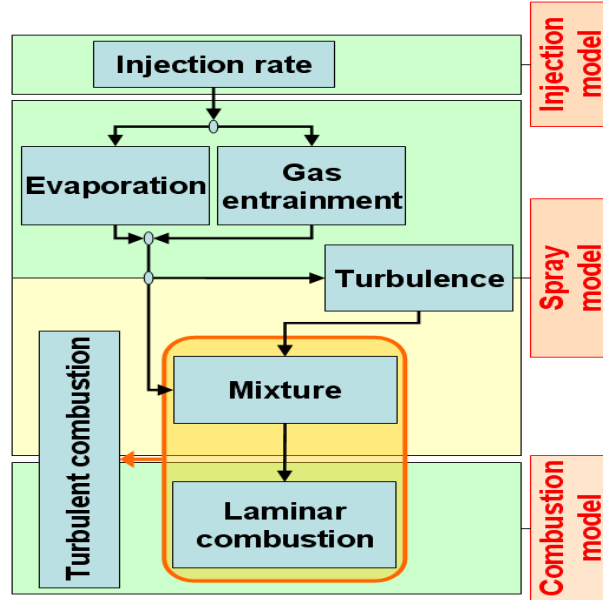 Injection rate
Injection
model
Evaporation
Gas
entrainment
Turbulence
Spray
model
Mixture
Turbulent combustion
Laminar
combustion
Combustion
model